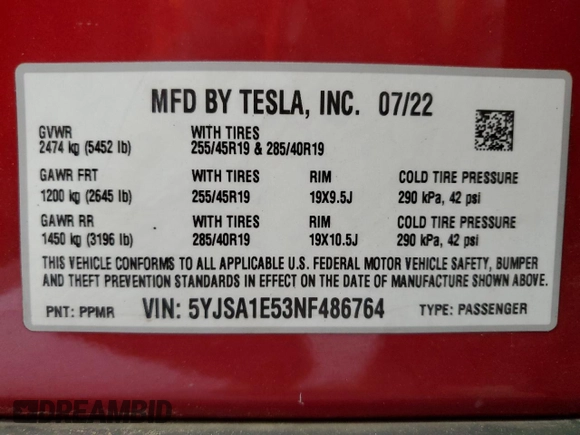 MFD BY TESLA, INC. 07/22
GVWR WITH TIRES
2474 kg (5452 lb) 255/45R19 & 285/40R19
GAWR FRT WITH TIRES RIM COLD TIRE PRESSURE
1200 kg (2645 lb) 255/45R19 19X9.5J 290 kPa, 42 psi
GAWR RR WITH TIRES RIM COLD TIRE PRESSURE
1450 kg (3196 lb) 285/40R19 19X10.5J 290 kPa, 42 psi
THIS VEHICLE CONFORMS TO ALL APPLICABLE U.S. FEDERAL MOTOR VEHICLE SAFETY, BUMPER
AND THEFT PREVENTION STANDARDS IN EFFECT ON THE DATE OF MANUFACTURE SHOWN ABOVE.
PNT: PPMR VIN: 5YJSA1E53NF486764 TYPE: PASSENGER
DREAMBID